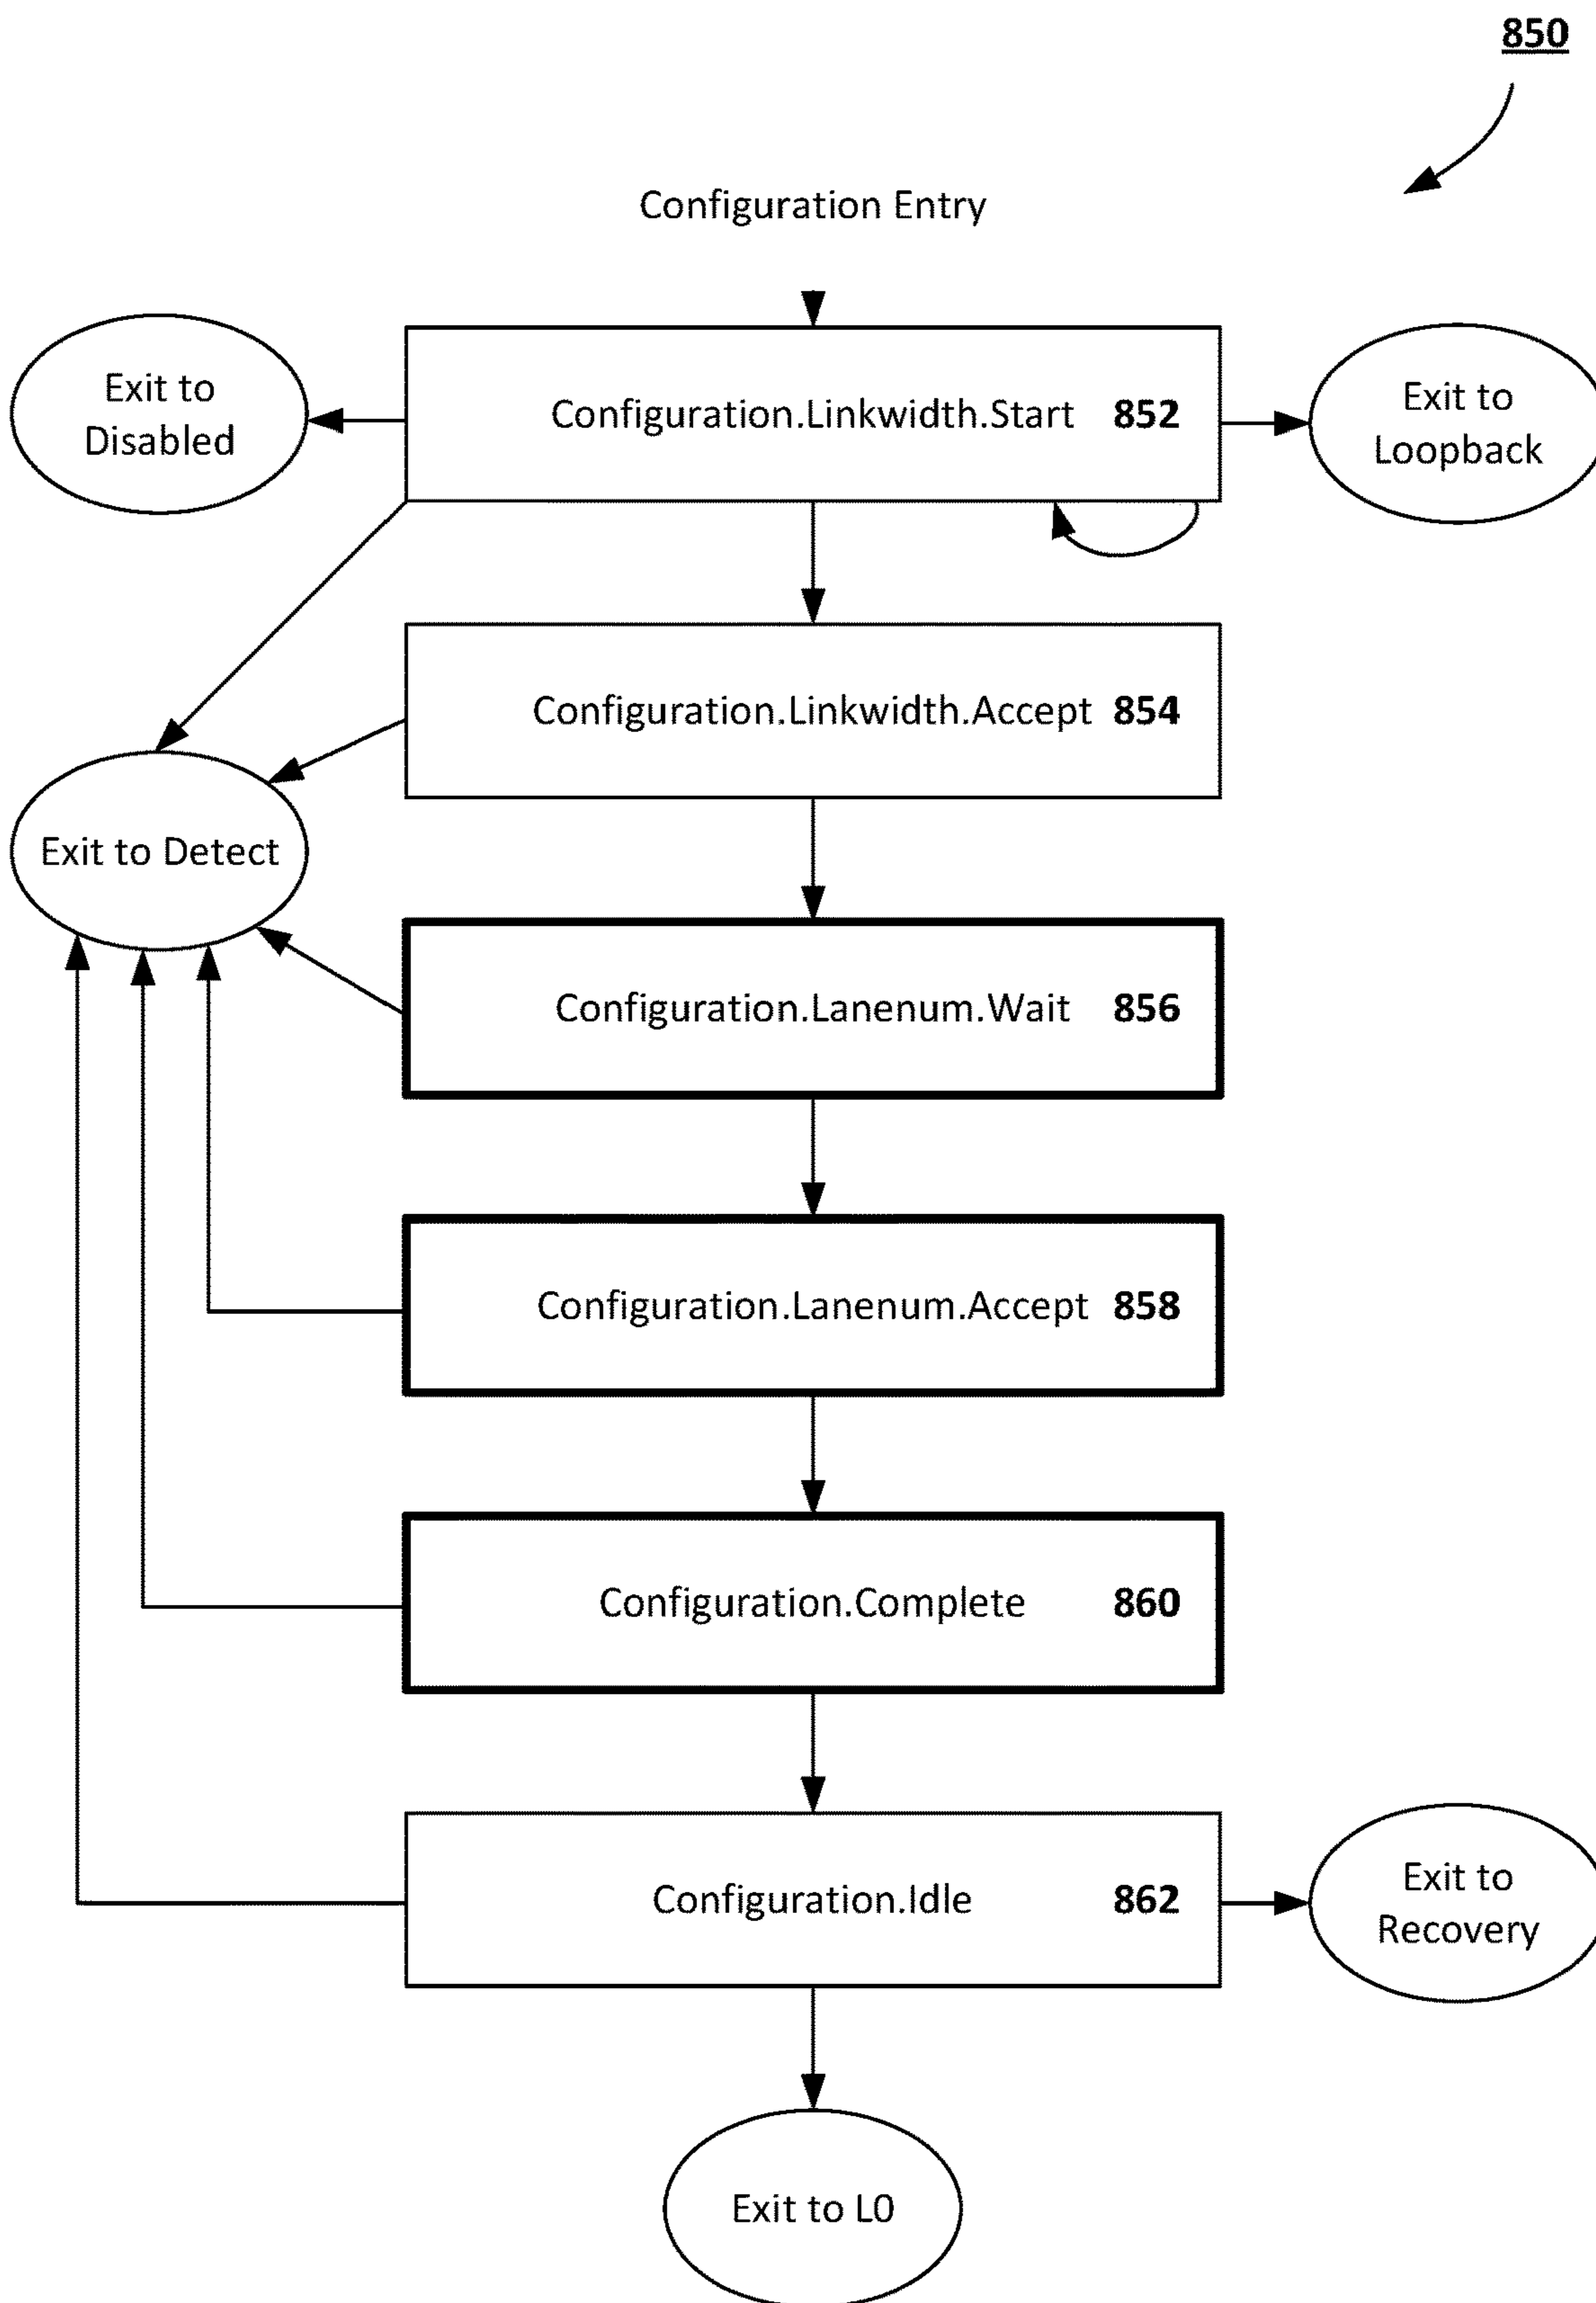 850
Configuration Entry
Exit to
Disabled
Configuration.Linkwidth.Start 852
Exit to
Loopback
Configuration.Linkwidth.Accept 854
Exit to Detect
Configuration.Lanenum.Wait 856
Configuration.Lanenum.Accept 858
Configuration.Complete 860
Configuration.Idle 862
Exit to
Recovery
Exit to L0